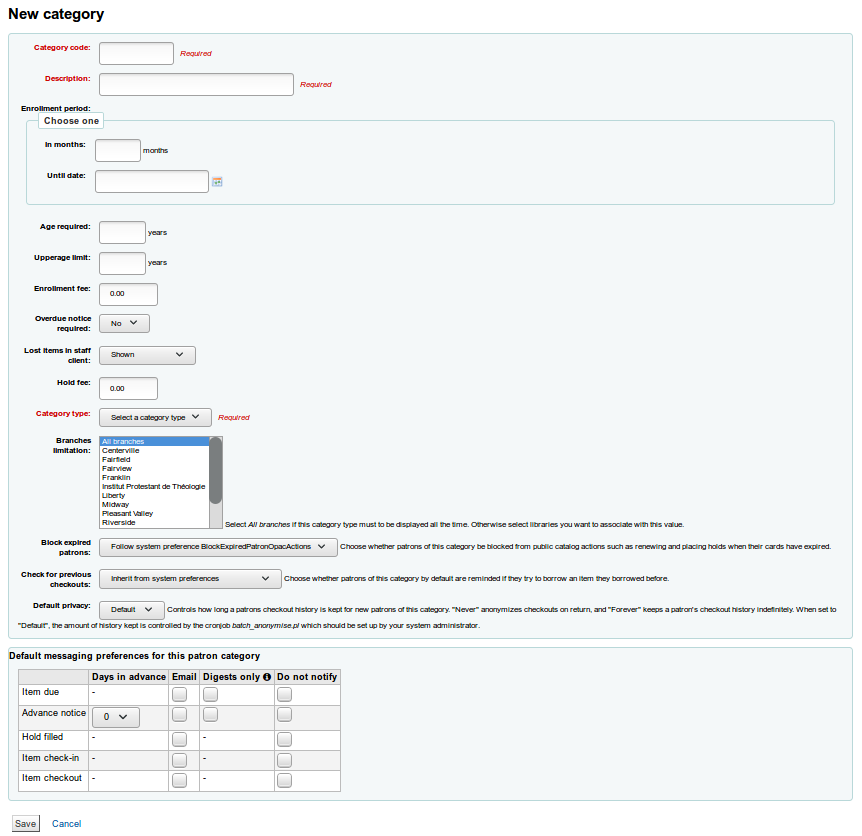 New category
Category code: Required
Description: Required
Enrollment period:
Choose one
In months: months
Until date:
Age required: years
Upperage limit: years
Enrollment fee: 0.00
Overdue notice
required: No
Lost items in staff
client: Shown
Hold fee: 0.00
Category type: Select a category type Required
Branches
limitation:
All branches
Centerville
Fairfield
Fairview
Franklin
Institut Protestant de Théologie
Liberty
Midway
Pleasant Valley
Riverside
Select All branches if this category type must to be displayed all the time. Otherwise select libraries you want to associate with this value.
Block expired
patrons: Follow system preference BlockExpiredPatronOpacActions Choose whether patrons of this category be blocked from public catalog actions such as renewing and placing holds when their cards have expired.
Check for previous
checkouts: Inherit from system preferences Choose whether patrons of this category by default are reminded if they try to borrow an item they borrowed before.
Default privacy: Default Controls how long a patrons checkout history is kept for new patrons of this category. "Never" anonymizes checkouts on return, and "Forever" keeps a patron's checkout history indefinitely. When set to
"Default", the amount of history kept is controlled by the cronjob batch_anonymise.pl which should be set up by your system administrator.
Default messaging preferences for this patron category
Days in advance Email Digests only Do not notify
Item due -
Advance notice 0
Hold filled - -
Item check-in - -
Item checkout - -
Save Cancel